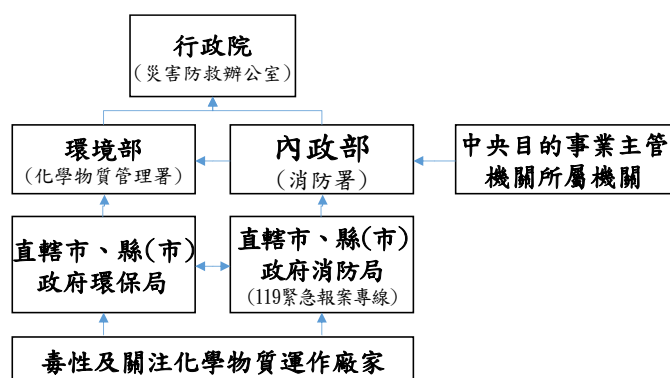 行政院
(災害防救辦公室)
環境部
(化學物質管理署)
內政部
(消防署)
中央目的事業主管
機關所屬機關
直轄市、縣(市)
政府環保局
直轄市、縣(市)
政府消防局
(119緊急報案專線)
毒性及關注化學物質運作廠家